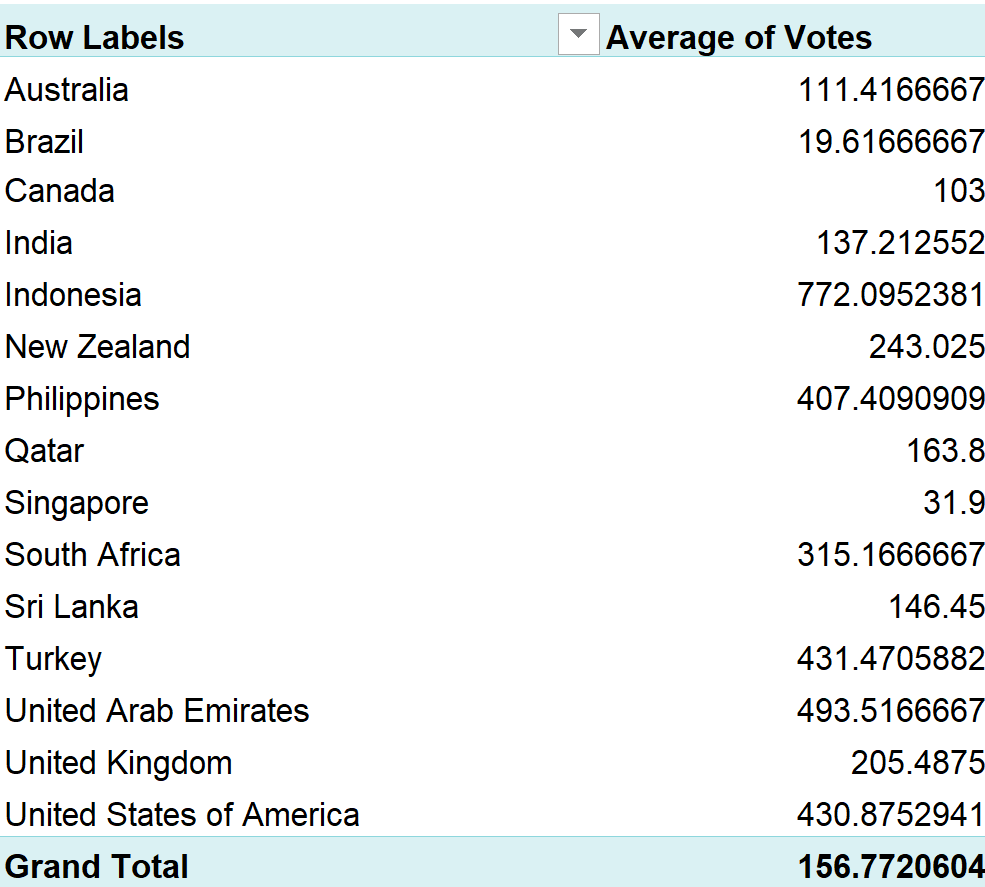 Row Labels Average of Votes
Australia 111.4166667
Brazil 19.61666667
Canada 103
India 137.212552
Indonesia 772.0952381
New Zealand 243.025
Philippines 407.4090909
Qatar 163.8
Singapore 31.9
South Africa 315.1666667
Sri Lanka 146.45
Turkey 431.4705882
United Arab Emirates 493.5166667
United Kingdom 205.4875
United States of America 430.8752941
Grand Total 156.7720604